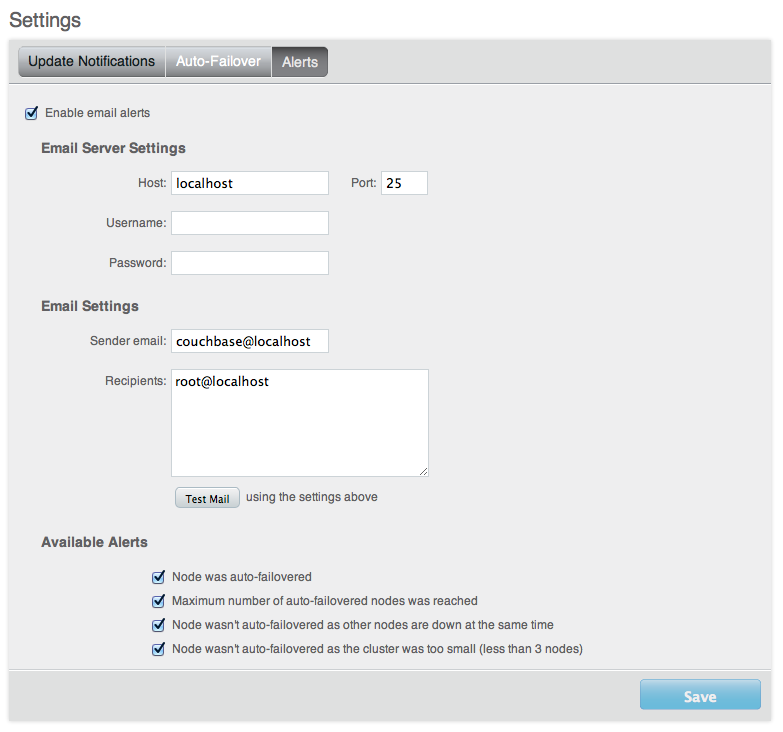 Settings
Update Notifications Auto-Failover Alerts
Enable email alerts
Email Server Settings
Host: localhost Port: 25
Username:
Password:
Email Settings
Sender email: couchbase@localhost
Recipients: root@localhost
Test Mail using the settings above
Available Alerts
Node was auto-failovered
Maximum number of auto-failovered nodes was reached
Node wasn't auto-failovered as other nodes are down at the same time
Node wasn't auto-failovered as the cluster was too small (less than 3 nodes)
Save